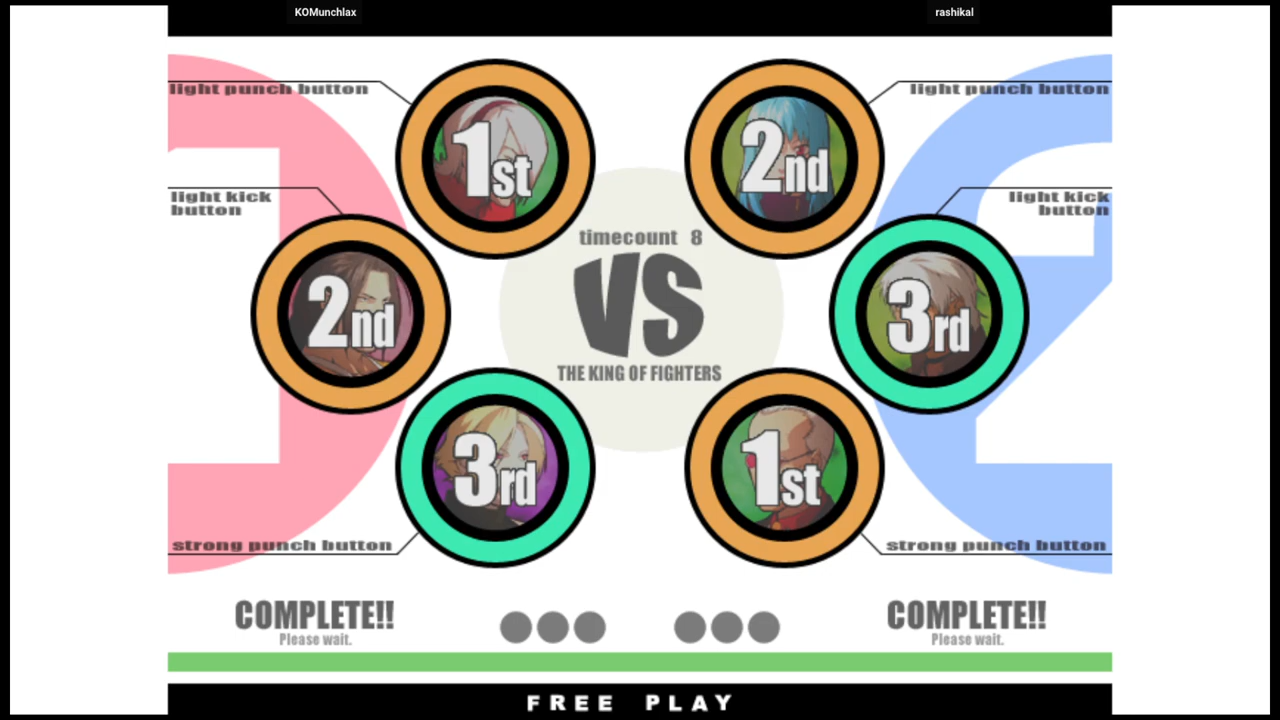 KOMunchlax
rashikal
light punch button
light punch button
1st
2nd
light kick
button
light kick
button
timecount 8
VS
2nd
3rd
THE KING OF FIGHTERS
3rd
1st
strong punch button
strong punch button
COMPLETE!!
Please wait.
COMPLETE!!
Please wait.
FREE PLAY